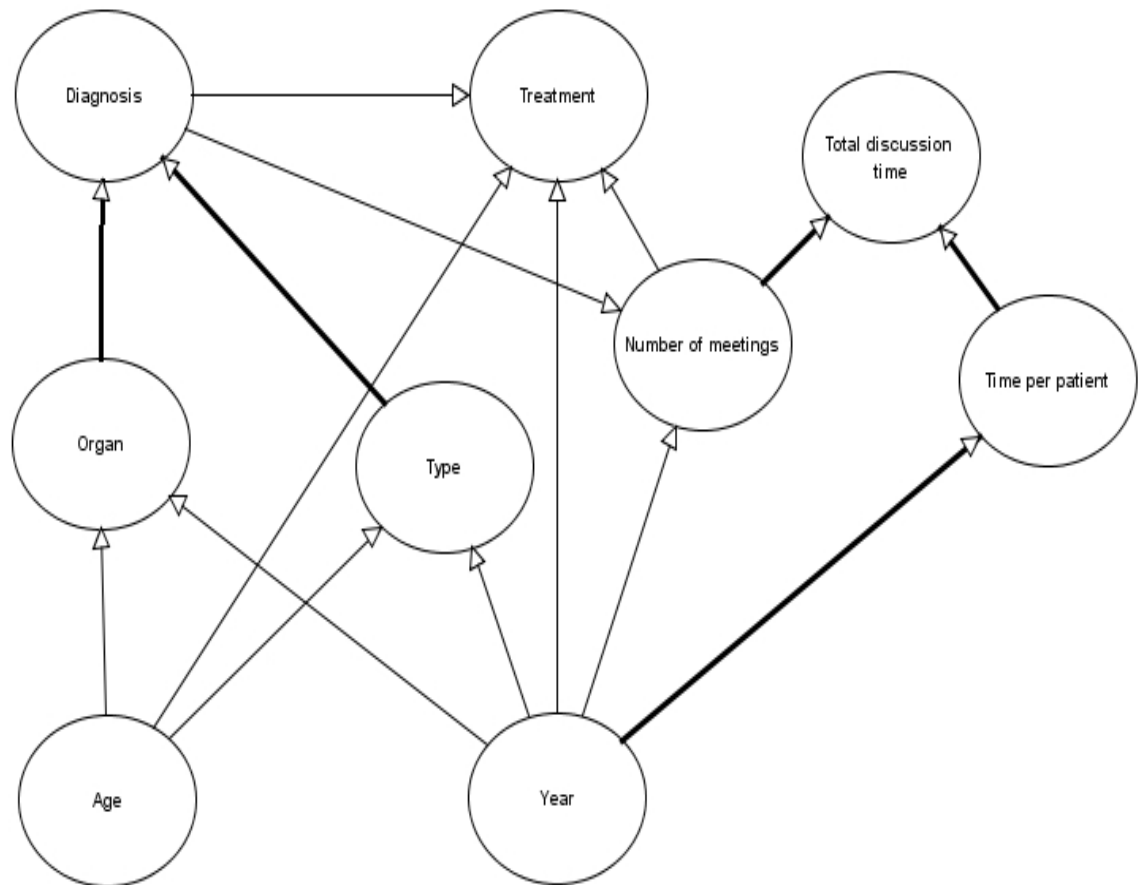 Diagnosis
Treatment
Total discussion
time
Number of meetings
Time per patient
Organ
Type
Age
Year